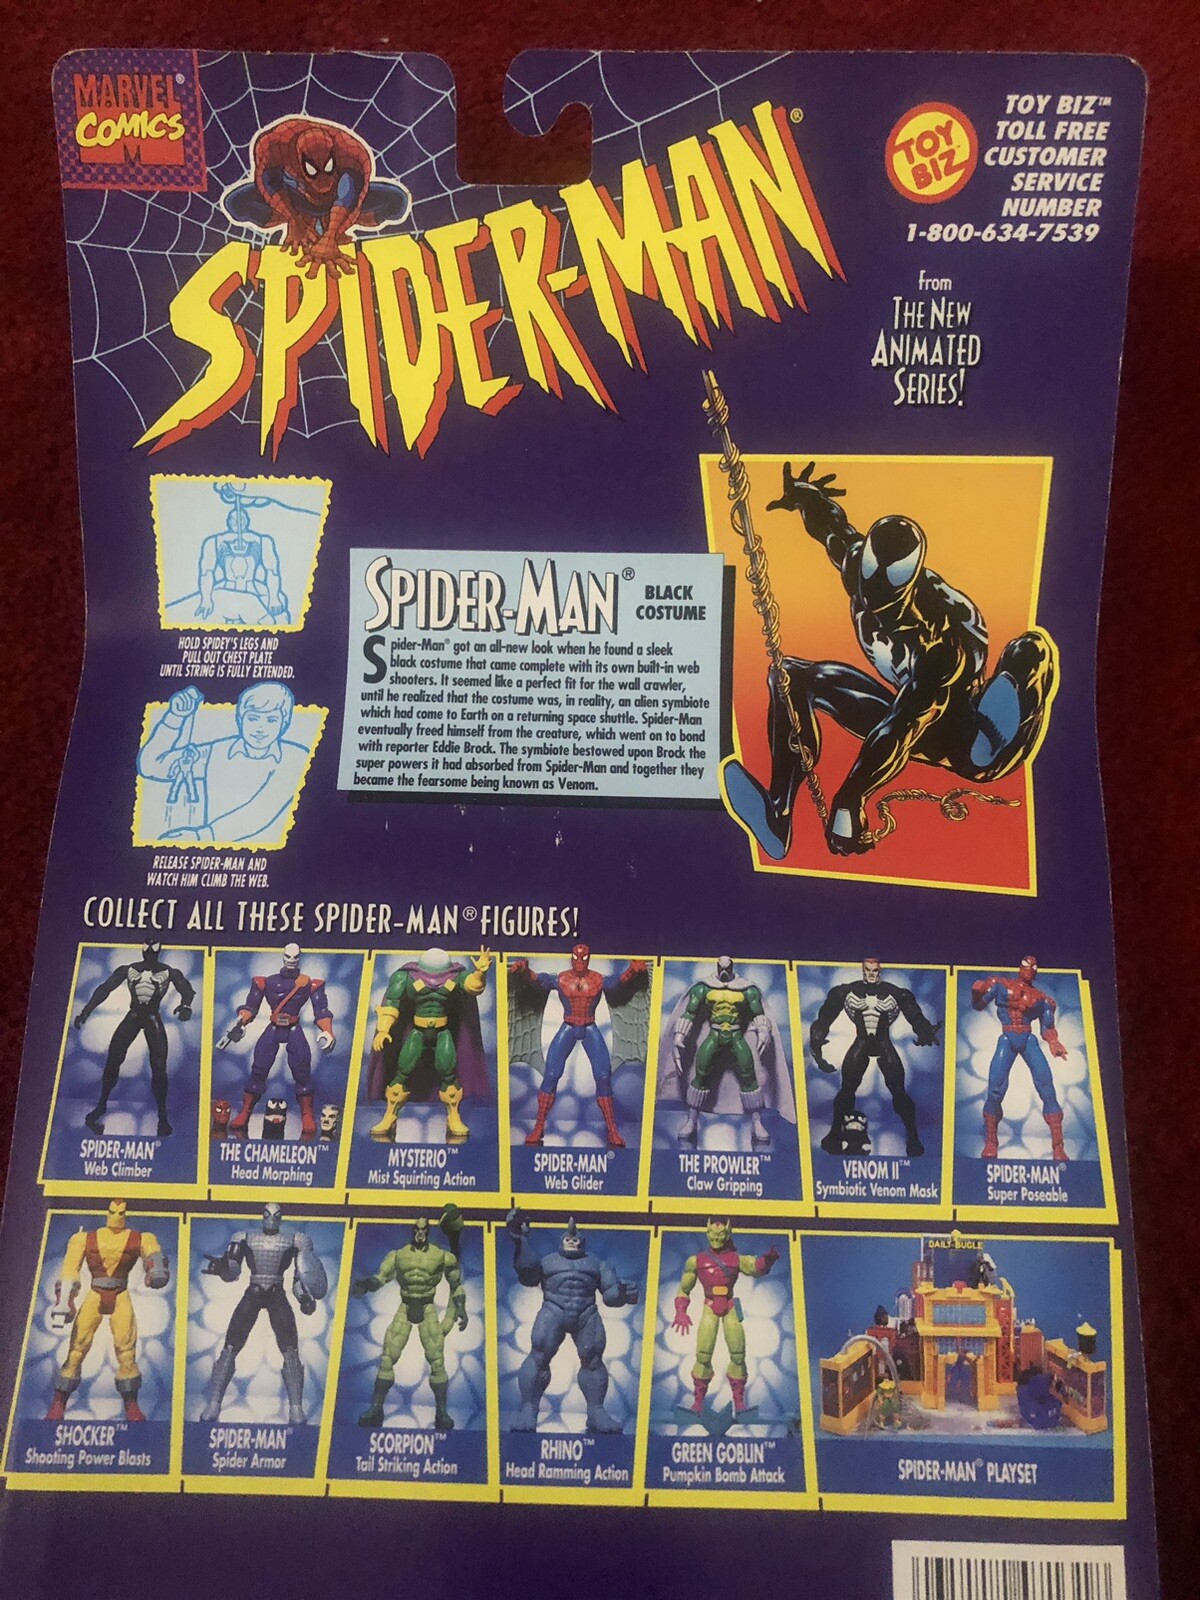 MARVEL®
COMICS
M
SPIDER-MAN®
TOY BIZ
TOY BIZ™
TOLL FREE
CUSTOMER
SERVICE
NUMBER
1-800-634-7539
from
THE NEW
ANIMATED
SERIES!
HOLD SPIDEY'S LEGS AND
PULL OUT CHEST PLATE
UNTIL STRING IS FULLY EXTENDED.
RELEASE SPIDER-MAN AND
WATCH HIM CLIMB THE WEB.
SPIDER-MAN®
BLACK
COSTUME
Spider-Man® got an all-new look when he found a sleek
black costume that came complete with its own built-in web
shooters. It seemed like a perfect fit for the wall crawler,
until he realized that the costume was, in reality, an alien symbiote
which had come to Earth on a returning space shuttle. Spider-Man
eventually freed himself from the creature, which went on to bond
with reporter Eddie Brock. The symbiote bestowed upon Brock the
super powers it had absorbed from Spider-Man and together they
became the fearsome being known as Venom.
COLLECT ALL THESE SPIDER-MAN® FIGURES!
SPIDER-MAN®
Web Climber
THE CHAMELEON™
Head Morphing
MYSTERIO™
Mist Squirting Action
SPIDER-MAN®
Web Glider
THE PROWLER™
Claw Gripping
VENOM II™
Symbiotic Venom Mask
SPIDER-MAN®
Super Poseable
SHOCKER™
Shooting Power Blasts
SPIDER-MAN®
Spider Armor
SCORPION™
Tail Striking Action
RHINO™
Head Ramming Action
GREEN GOBLIN™
Pumpkin Bomb Attack
DAILY-BUGLE
SPIDER-MAN® PLAYSET